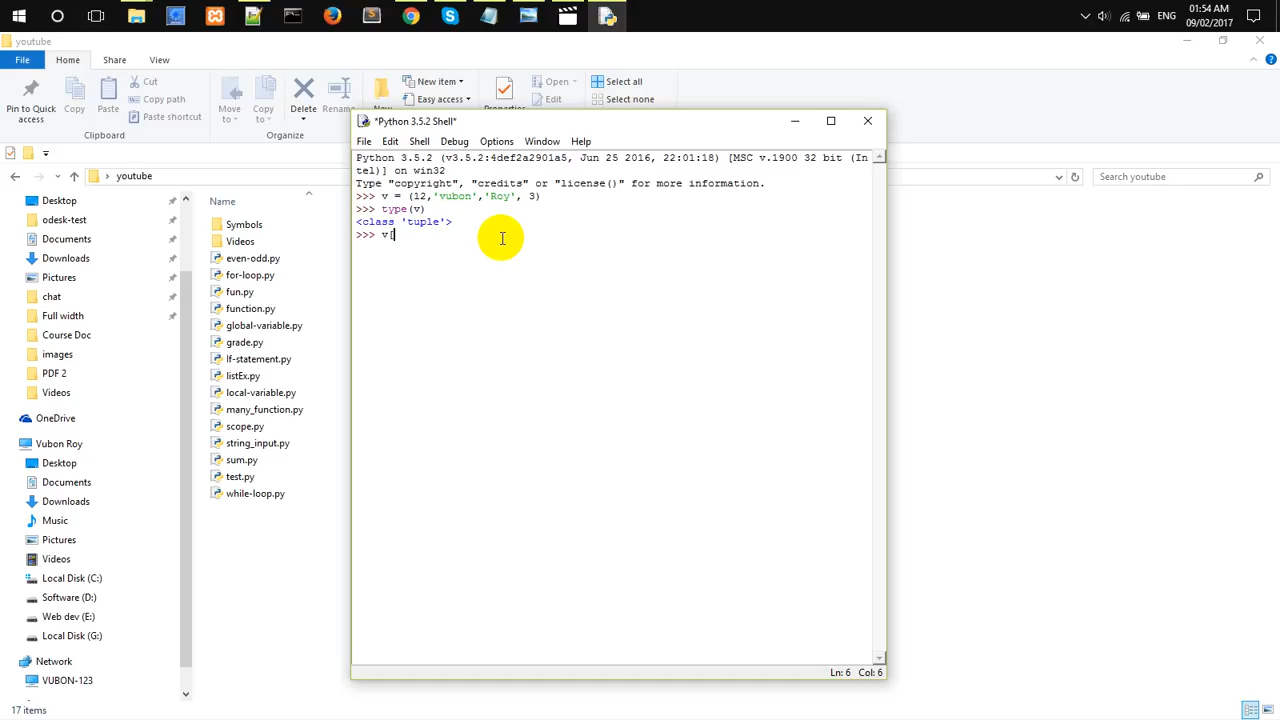 01:54 AM
ENG
09/02/2017
youtube
File
Home
Share
View
Pin to Quick access
Copy
Paste
Cut
Copy path
Paste shortcut
Clipboard
Move to
Copy to
Delete
Rename
Organize
New item
Easy access
Properties
Open
Edit
Select all
Select none
youtube
Search youtube
Desktop
odesk-test
Documents
Downloads
Pictures
chat
Full width
Course Doc
images
PDF 2
Videos
OneDrive
Vubon Roy
Desktop
Documents
Downloads
Music
Pictures
Videos
Local Disk (C:)
Software (D:)
Web dev (E:)
Local Disk (G:)
Network
VUBON-123
17 items
Name
Symbols
Videos
even-odd.py
for-loop.py
fun.py
function.py
global-variable.py
grade.py
If-statement.py
listEx.py
local-variable.py
many_function.py
scope.py
string_input.py
sum.py
test.py
while-loop.py
*Python 3.5.2 Shell*
File Edit Shell Debug Options Window Help
Python 3.5.2 (v3.5.2:4def2a2901a5, Jun 25 2016, 22:01:18) [MSC v.1900 32 bit (In
tel)] on win32
Type "copyright", "credits" or "license()" for more information.
>>> v = (12,'vubon','Roy', 3)
>>> type(v)
<class 'tuple'>
>>> v[
Ln: 6 Col: 6